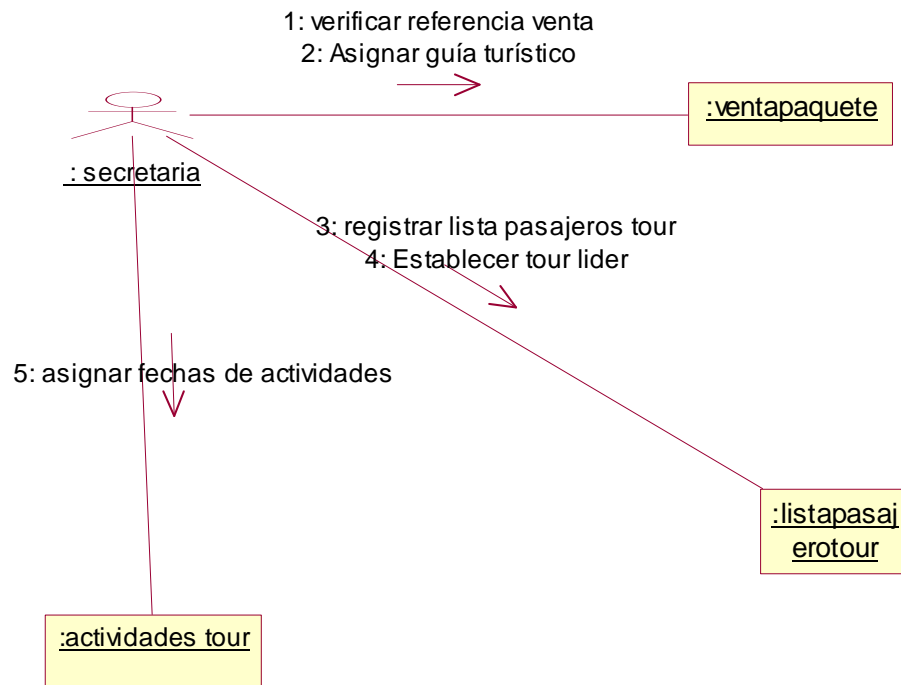 1: verificar referencia venta
2: Asignar guía turístico
:ventapaquete
: secretaria
3: registrar lista pasajeros tour
4: Establecer tour lider
5: asignar fechas de actividades
:listapasaj
erotour
:actividades tour